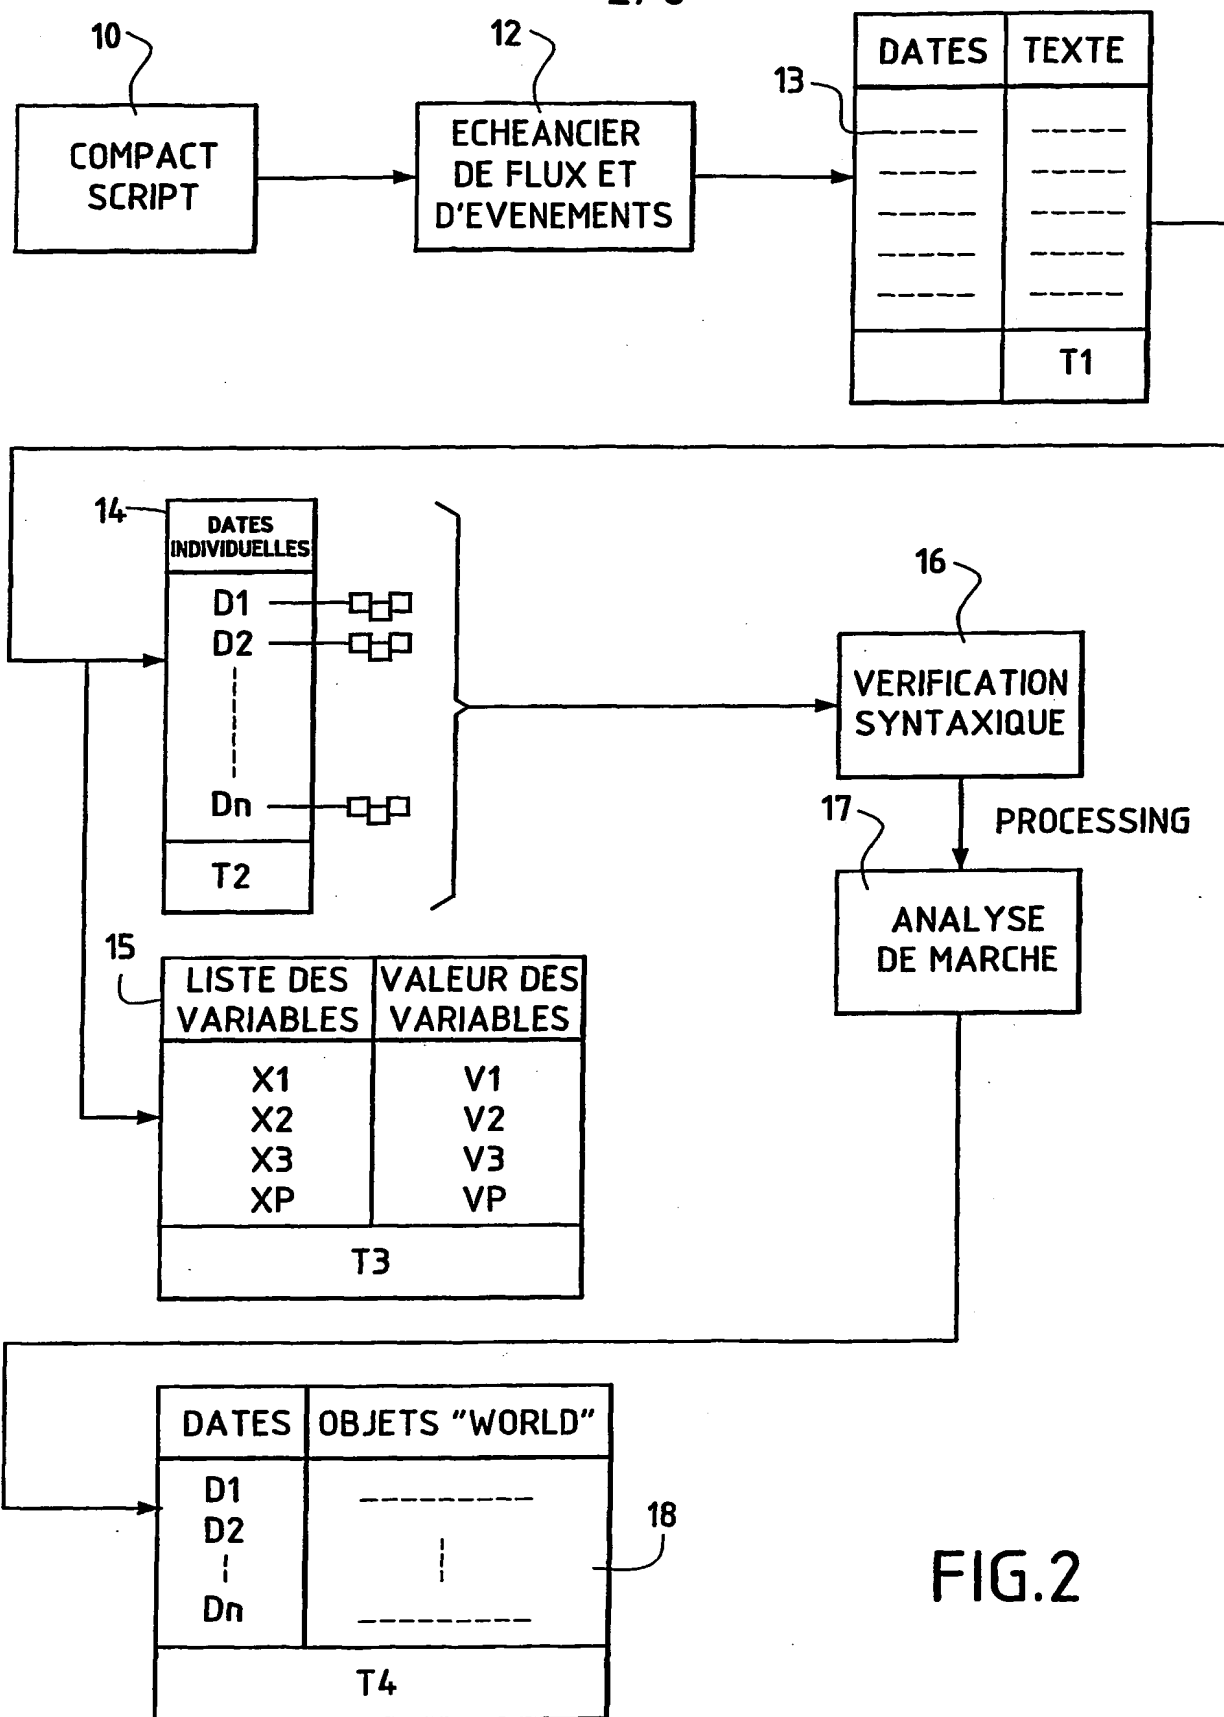 10
12
13
DATES TEXTE
COMPACT
SCRIPT
ECHEANCIER
DE FLUX ET
D'EVENEMENTS
T1
14
DATES
INDIVIDUELLES
D1
D2
Dn
T2
16
VERIFICATION
SYNTAXIQUE
17
PROCESSING
ANALYSE
DE MARCHE
15
LISTE DES
VARIABLES
VALEUR DES
VARIABLES
X1 V1
X2 V2
X3 V3
XP VP
T3
DATES OBJETS "WORLD"
D1
D2
Dn
18
T4
FIG.2